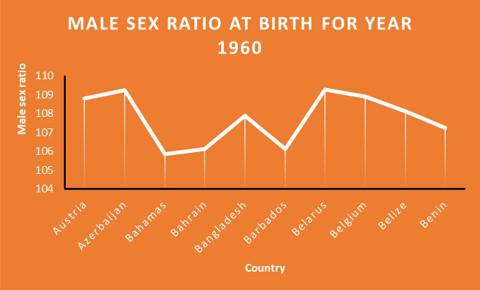 MALE SEX RATIO AT BIRTH FOR YEAR
1960
Male sex ratio
110
109
108
107
106
105
104
Austria
Azerbaijan
Bahamas
Bahrain
Bangladesh
Barbados
Belarus
Belgium
Belize
Benin
Country